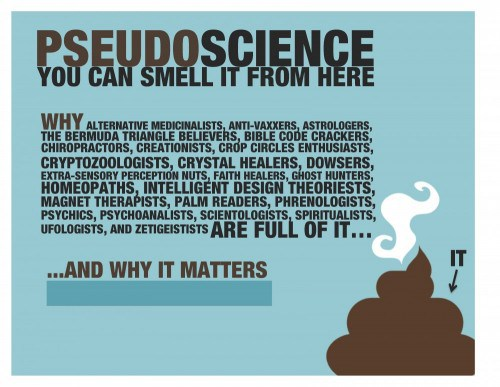 PSEUDOSCIENCE
YOU CAN SMELL IT FROM HERE
WHY ALTERNATIVE MEDICINALISTS, ANTI-VAXXERS, ASTROLOGERS,
THE BERMUDA TRIANGLE BELIEVERS, BIBLE CODE CRACKERS,
CHIROPRACTORS, CREATIONISTS, CROP CIRCLES ENTHUSIASTS,
CRYPTOZOOLOGISTS, CRYSTAL HEALERS, DOWSERS,
EXTRA-SENSORY PERCEPTION NUTS, FAITH HEALERS, GHOST HUNTERS,
HOMEOPATHS, INTELLIGENT DESIGN THEORIESTS,
MAGNET THERAPISTS, PALM READERS, PHRENOLOGISTS,
PSYCHICS, PSYCHOANALISTS, SCIENTOLOGISTS, SPIRITUALISTS,
UFOLOGISTS, AND ZETIGEISTISTS ARE FULL OF IT...
...AND WHY IT MATTERS
IT